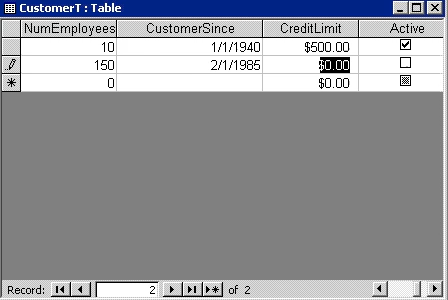 CustomerT : Table
NumEmployees CustomerSince CreditLimit Active
10 1/1/1940 $500.00
150 2/1/1985 $0.00
0 $0.00
Record: 2 of 2